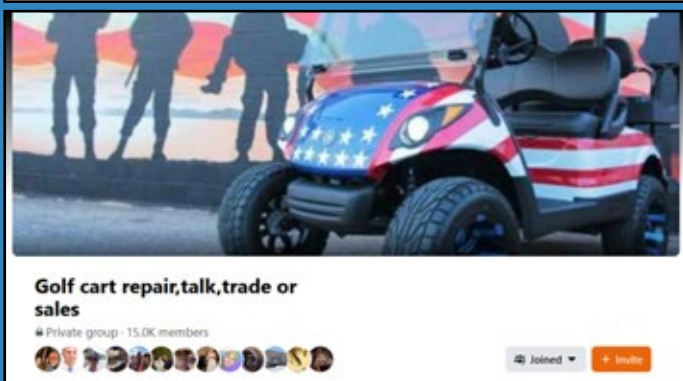 Golf cart repair,talk,trade or
sales
Private group · 15.0K members
Joined
+ Invite